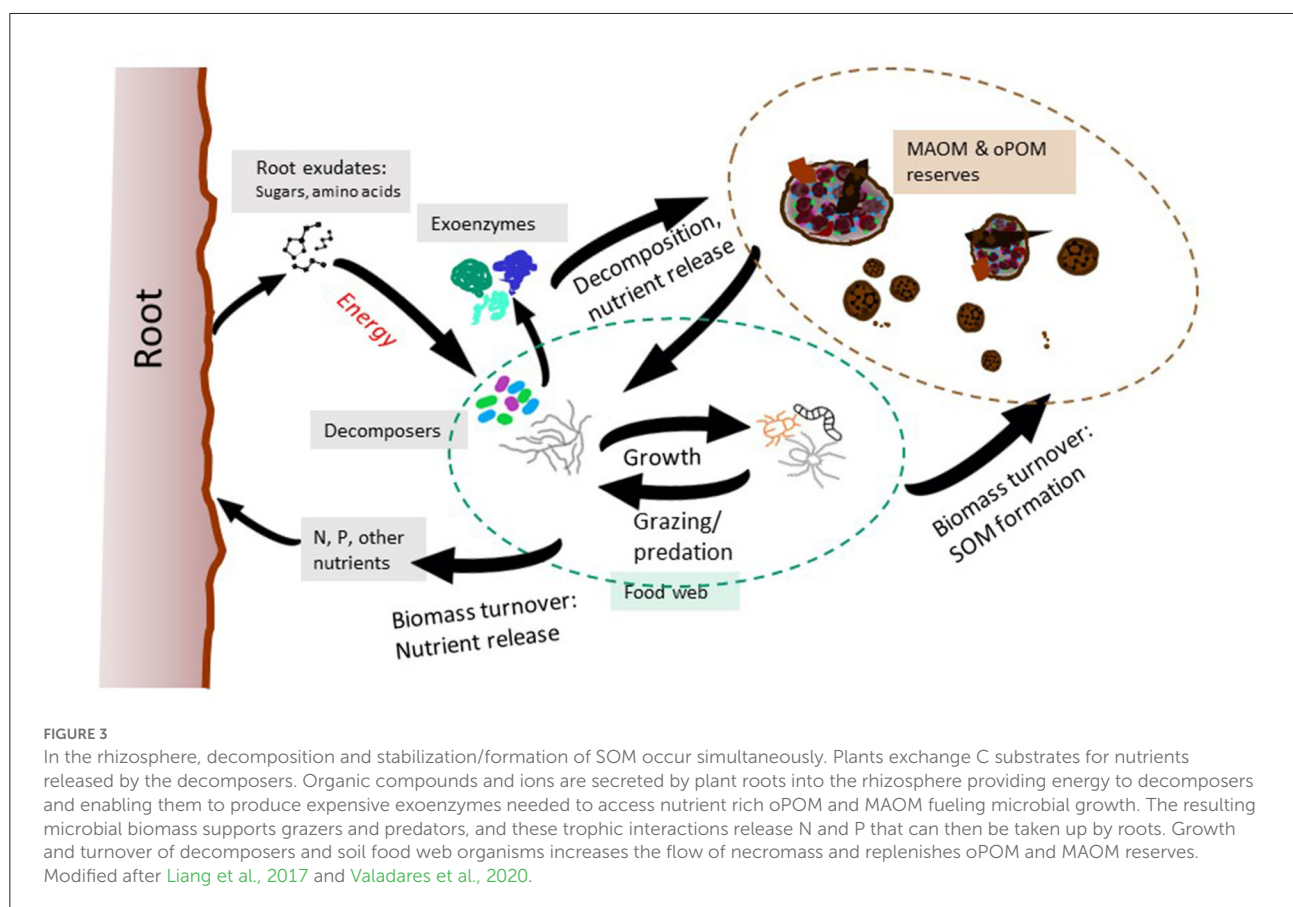 Root
Root exudates:
Sugars, amino acids
Exoenzymes
Energy
Decomposition,
nutrient release
MAOM & oPOM
reserves
Decomposers
Growth
Grazing/
predation
Food web
N, P, other
nutrients
Biomass turnover:
Nutrient release
Biomass turnover:
SOM formation
FIGURE 3
In the rhizosphere, decomposition and stabilization/formation of SOM occur simultaneously. Plants exchange C substrates for nutrients
released by the decomposers. Organic compounds and ions are secreted by plant roots into the rhizosphere providing energy to decomposers
and enabling them to produce expensive exoenzymes needed to access nutrient rich oPOM and MAOM fueling microbial growth. The resulting
microbial biomass supports grazers and predators, and these trophic interactions release N and P that can then be taken up by roots. Growth
and turnover of decomposers and soil food web organisms increases the flow of necromass and replenishes oPOM and MAOM reserves.
Modified after Liang et al., 2017 and Valadares et al., 2020.